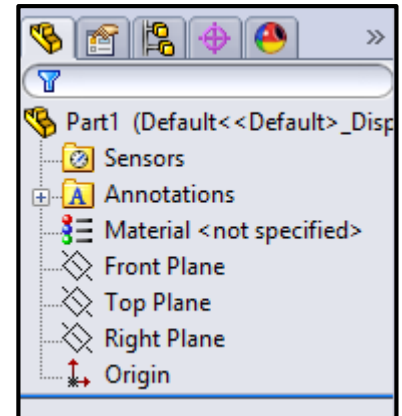 Part1 (Default<<Default>_Disp
Sensors
A Annotations
Material <not specified>
Front Plane
Top Plane
Right Plane
Origin